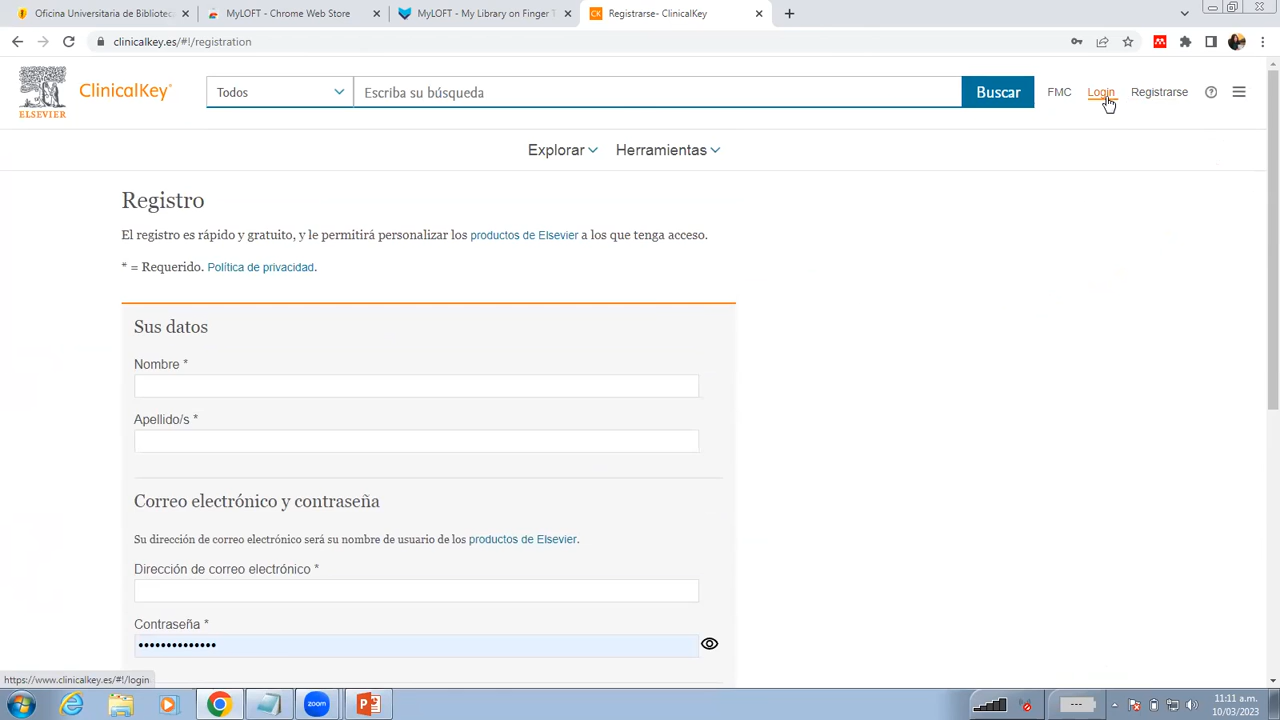 Oficina Universitaria de Bibliotec
MyLOFT - Chrome Web Store
MyLOFT - My Library on Finger T
Registrarse- ClinicalKey
clinicalkey.es/#!/registration
ELSEVIER
ClinicalKey®
Todos
Escriba su búsqueda
Buscar
FMC
Login
Registrarse
Explorar
Herramientas
Registro
El registro es rápido y gratuito, y le permitirá personalizar los productos de Elsevier a los que tenga acceso.
* = Requerido. Política de privacidad.
Sus datos
Nombre *
Apellido/s *
Correo electrónico y contraseña
Su dirección de correo electrónico será su nombre de usuario de los productos de Elsevier.
Dirección de correo electrónico *
Contraseña *
https://www.clinicalkey.es/#!/login
zoom
11:11 a.m.
10/03/2023